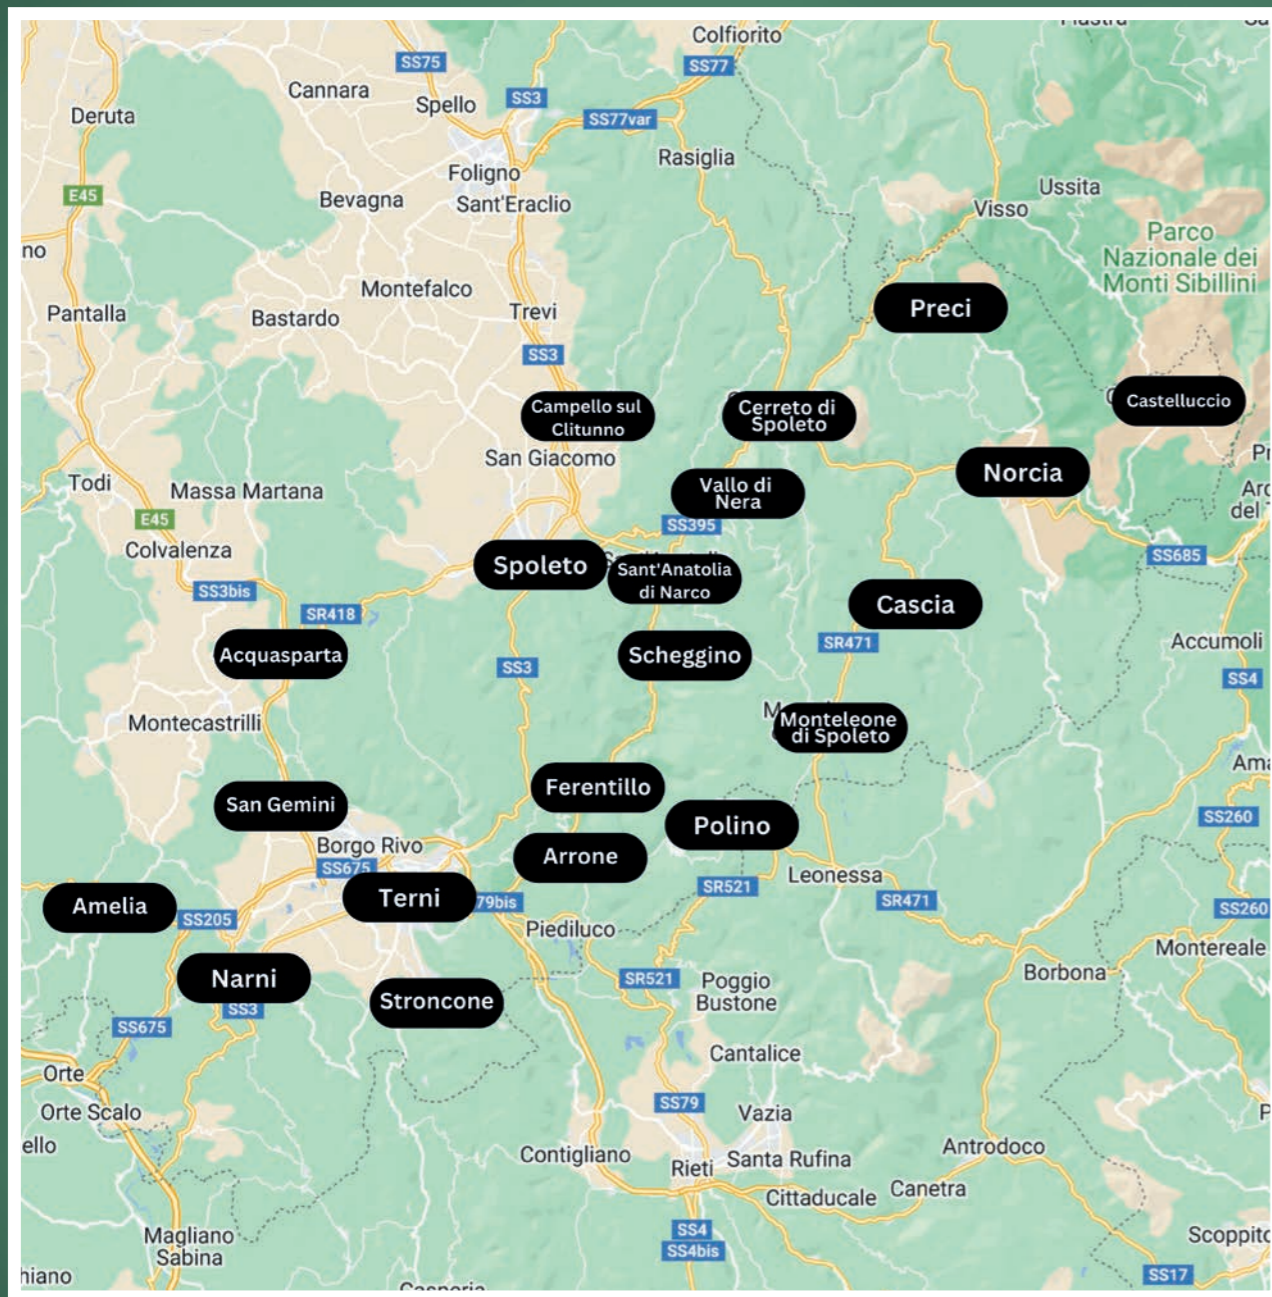 Colfiorito
SS75
SS77
Cannara
Spello
SS3
Deruta
SS77var
Rasiglia
Foligno
Ussita
E45
Bevagna
Sant'Eraclio
Visso
Parco
Nazionale dei
Monti Sibillini
Montefalco
Preci
Pantalla
Bastardo
Trevi
SS3
Campello sul
Clitunno
Cerreto di
Spoleto
Castelluccio
San Giacomo
Norcia
Todi
Massa Martana
Vallo di
Nera
E45
SS395
Colvalenza
SS685
Spoleto
Sant'Anatolia
di Narco
SS3bis
Cascia
SR418
Acquasparta
Scheggino
SR471
Accumoli
SS3
SS4
Montecastrilli
Monteleone
di Spoleto
Ferentillo
San Gemini
SS260
Polino
Borgo Rivo
Arrone
SS675
Leonessa
SR521
Terni
79bis
SR471
Amelia
SS205
SS260
Piediluco
Montereale
Narni
SR521
Poggio
Bustone
Borbona
Stroncone
SS3
SS675
Cantalice
Orte
SS79
Orte Scalo
Vazia
Antrodoco
Contigliano
Rieti
Santa Rufina
Cittaducale
Canetra
Magliano
Sabina
SS4
SS4bis
SS17